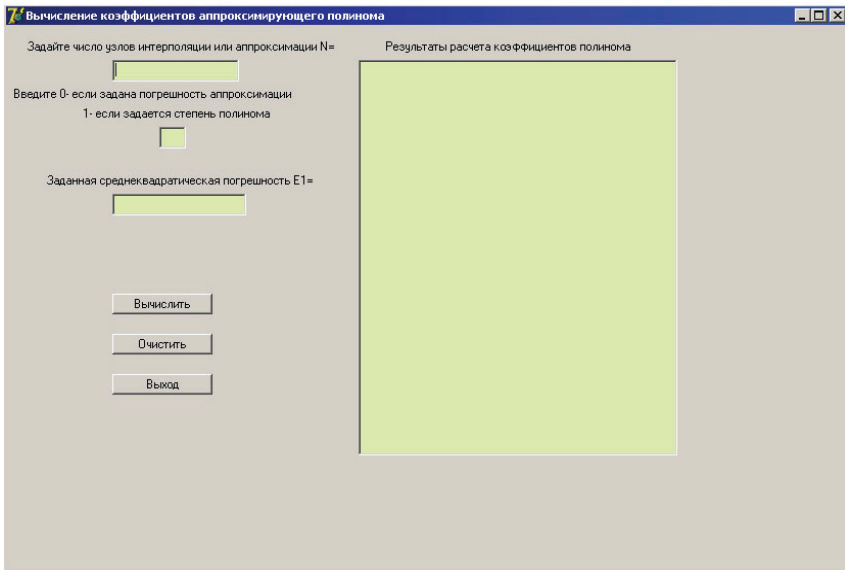 Вычисление коэффициентов аппроксимирующего полинома
Задайте число узлов интерполяции или аппроксимации N=
Результаты расчета коэффициентов полинома
Введите 0- если задана погрешность аппроксимации
1- если задается степень полинома
Заданная среднеквадратическая погрешность E1=
Вычислить
Очистить
Выход